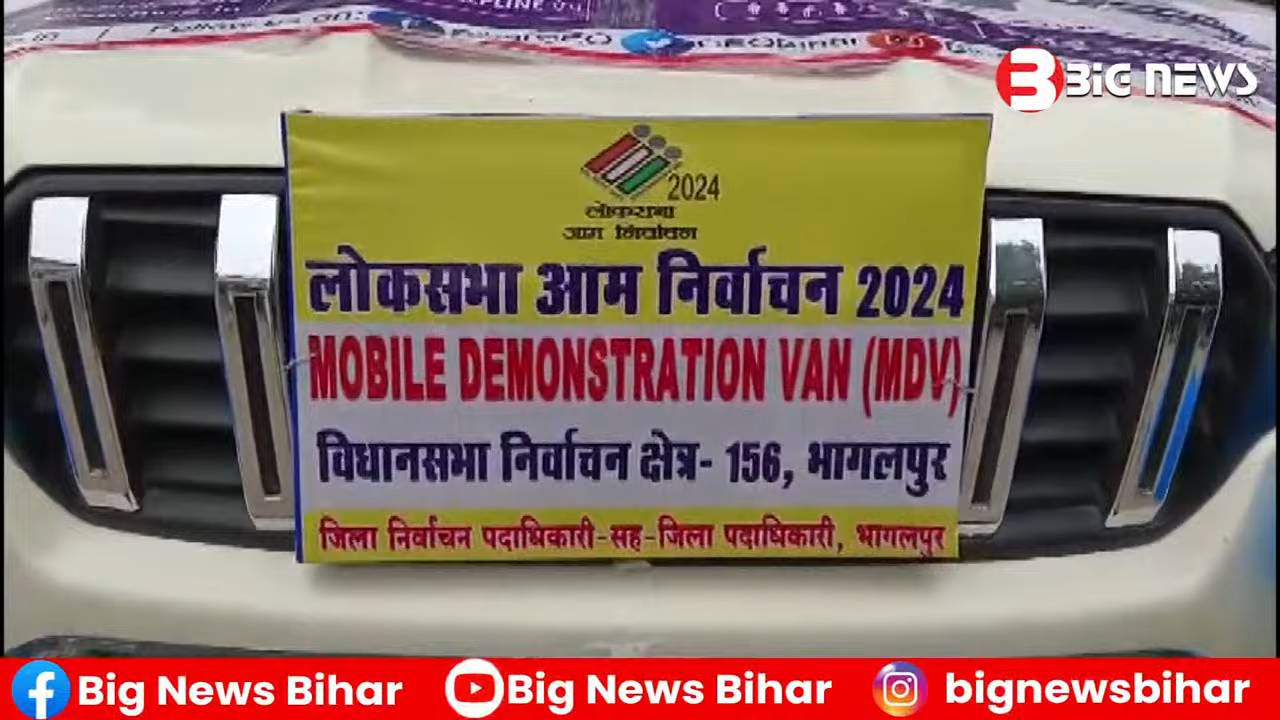 BIG NEWS
2024
लोकसभा
आम निर्वाचन
लोकसभा आम निर्वाचन 2024
MOBILE DEMONSTRATION VAN (MDV)
विधानसभा निर्वाचन क्षेत्र- 156, भागलपुर
जिला निर्वाचन पदाधिकारी-सह-जिला पदाधिकारी, भागलपुर
Big News Bihar Big News Bihar bignewsbihar